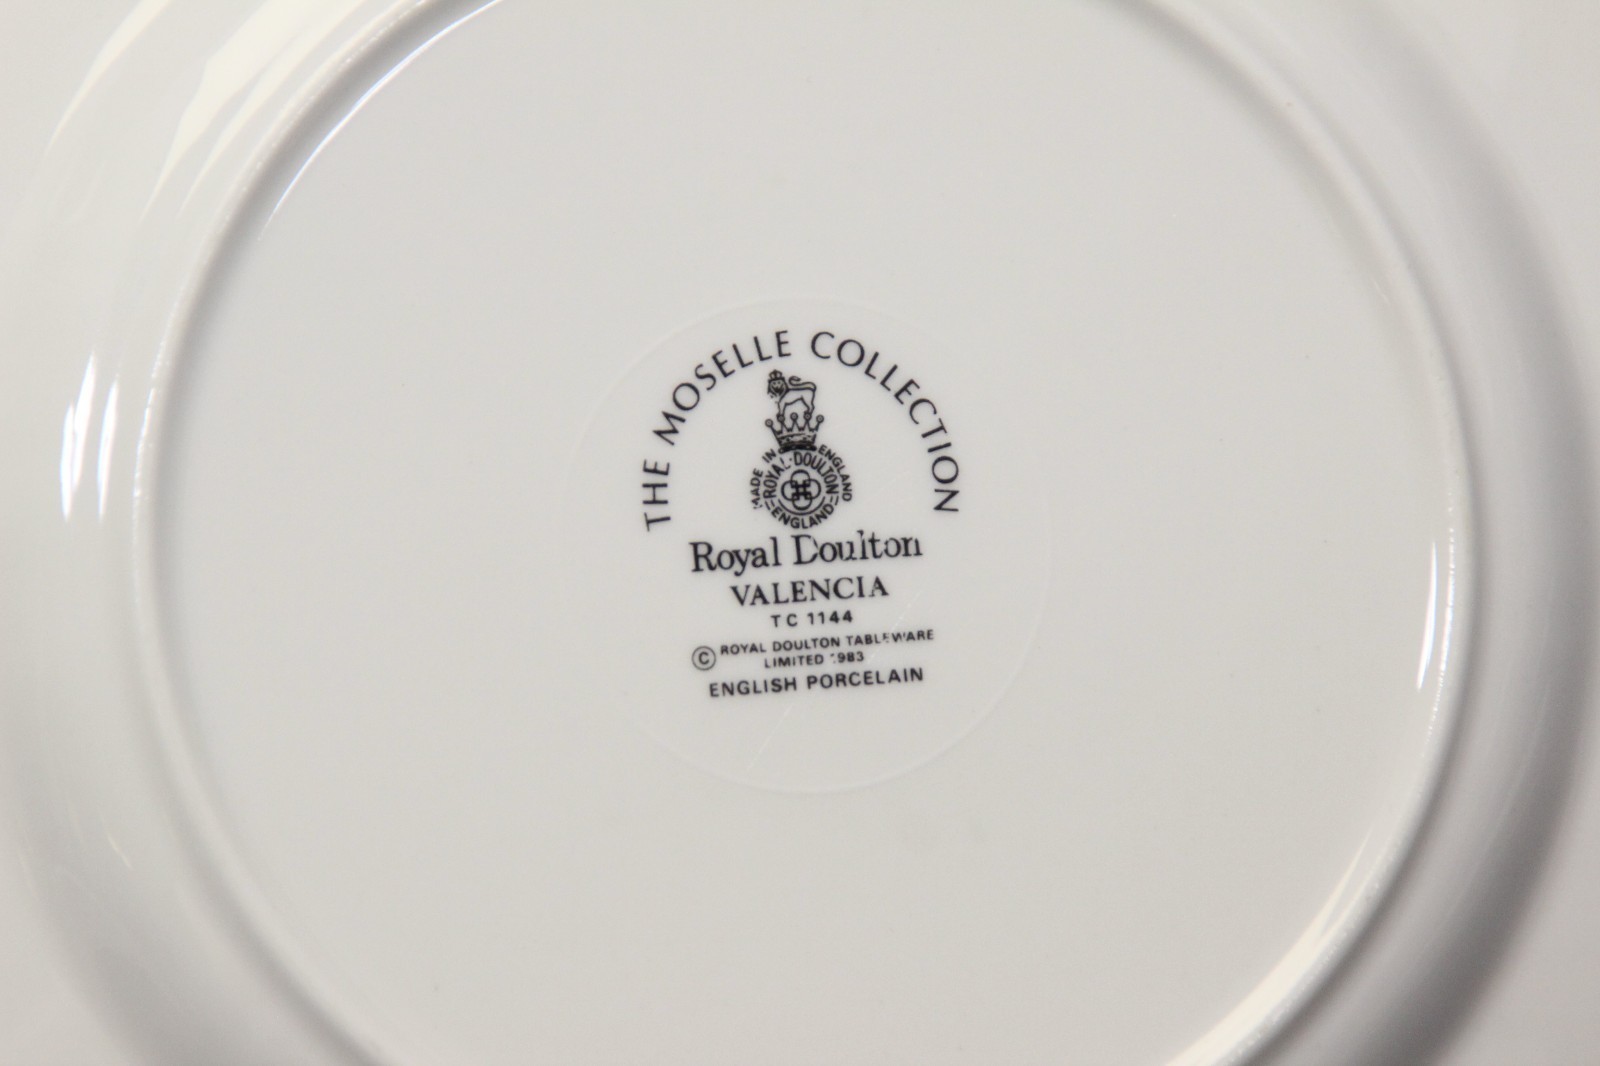 THE MOSELLE COLLECTION
MADE IN ENGLAND
ROYAL·DOULTON
ENGLAND
Royal Doulton
VALENCIA
TC 1144
© ROYAL DOULTON TABLEWARE
LIMITED 1983
ENGLISH PORCELAIN